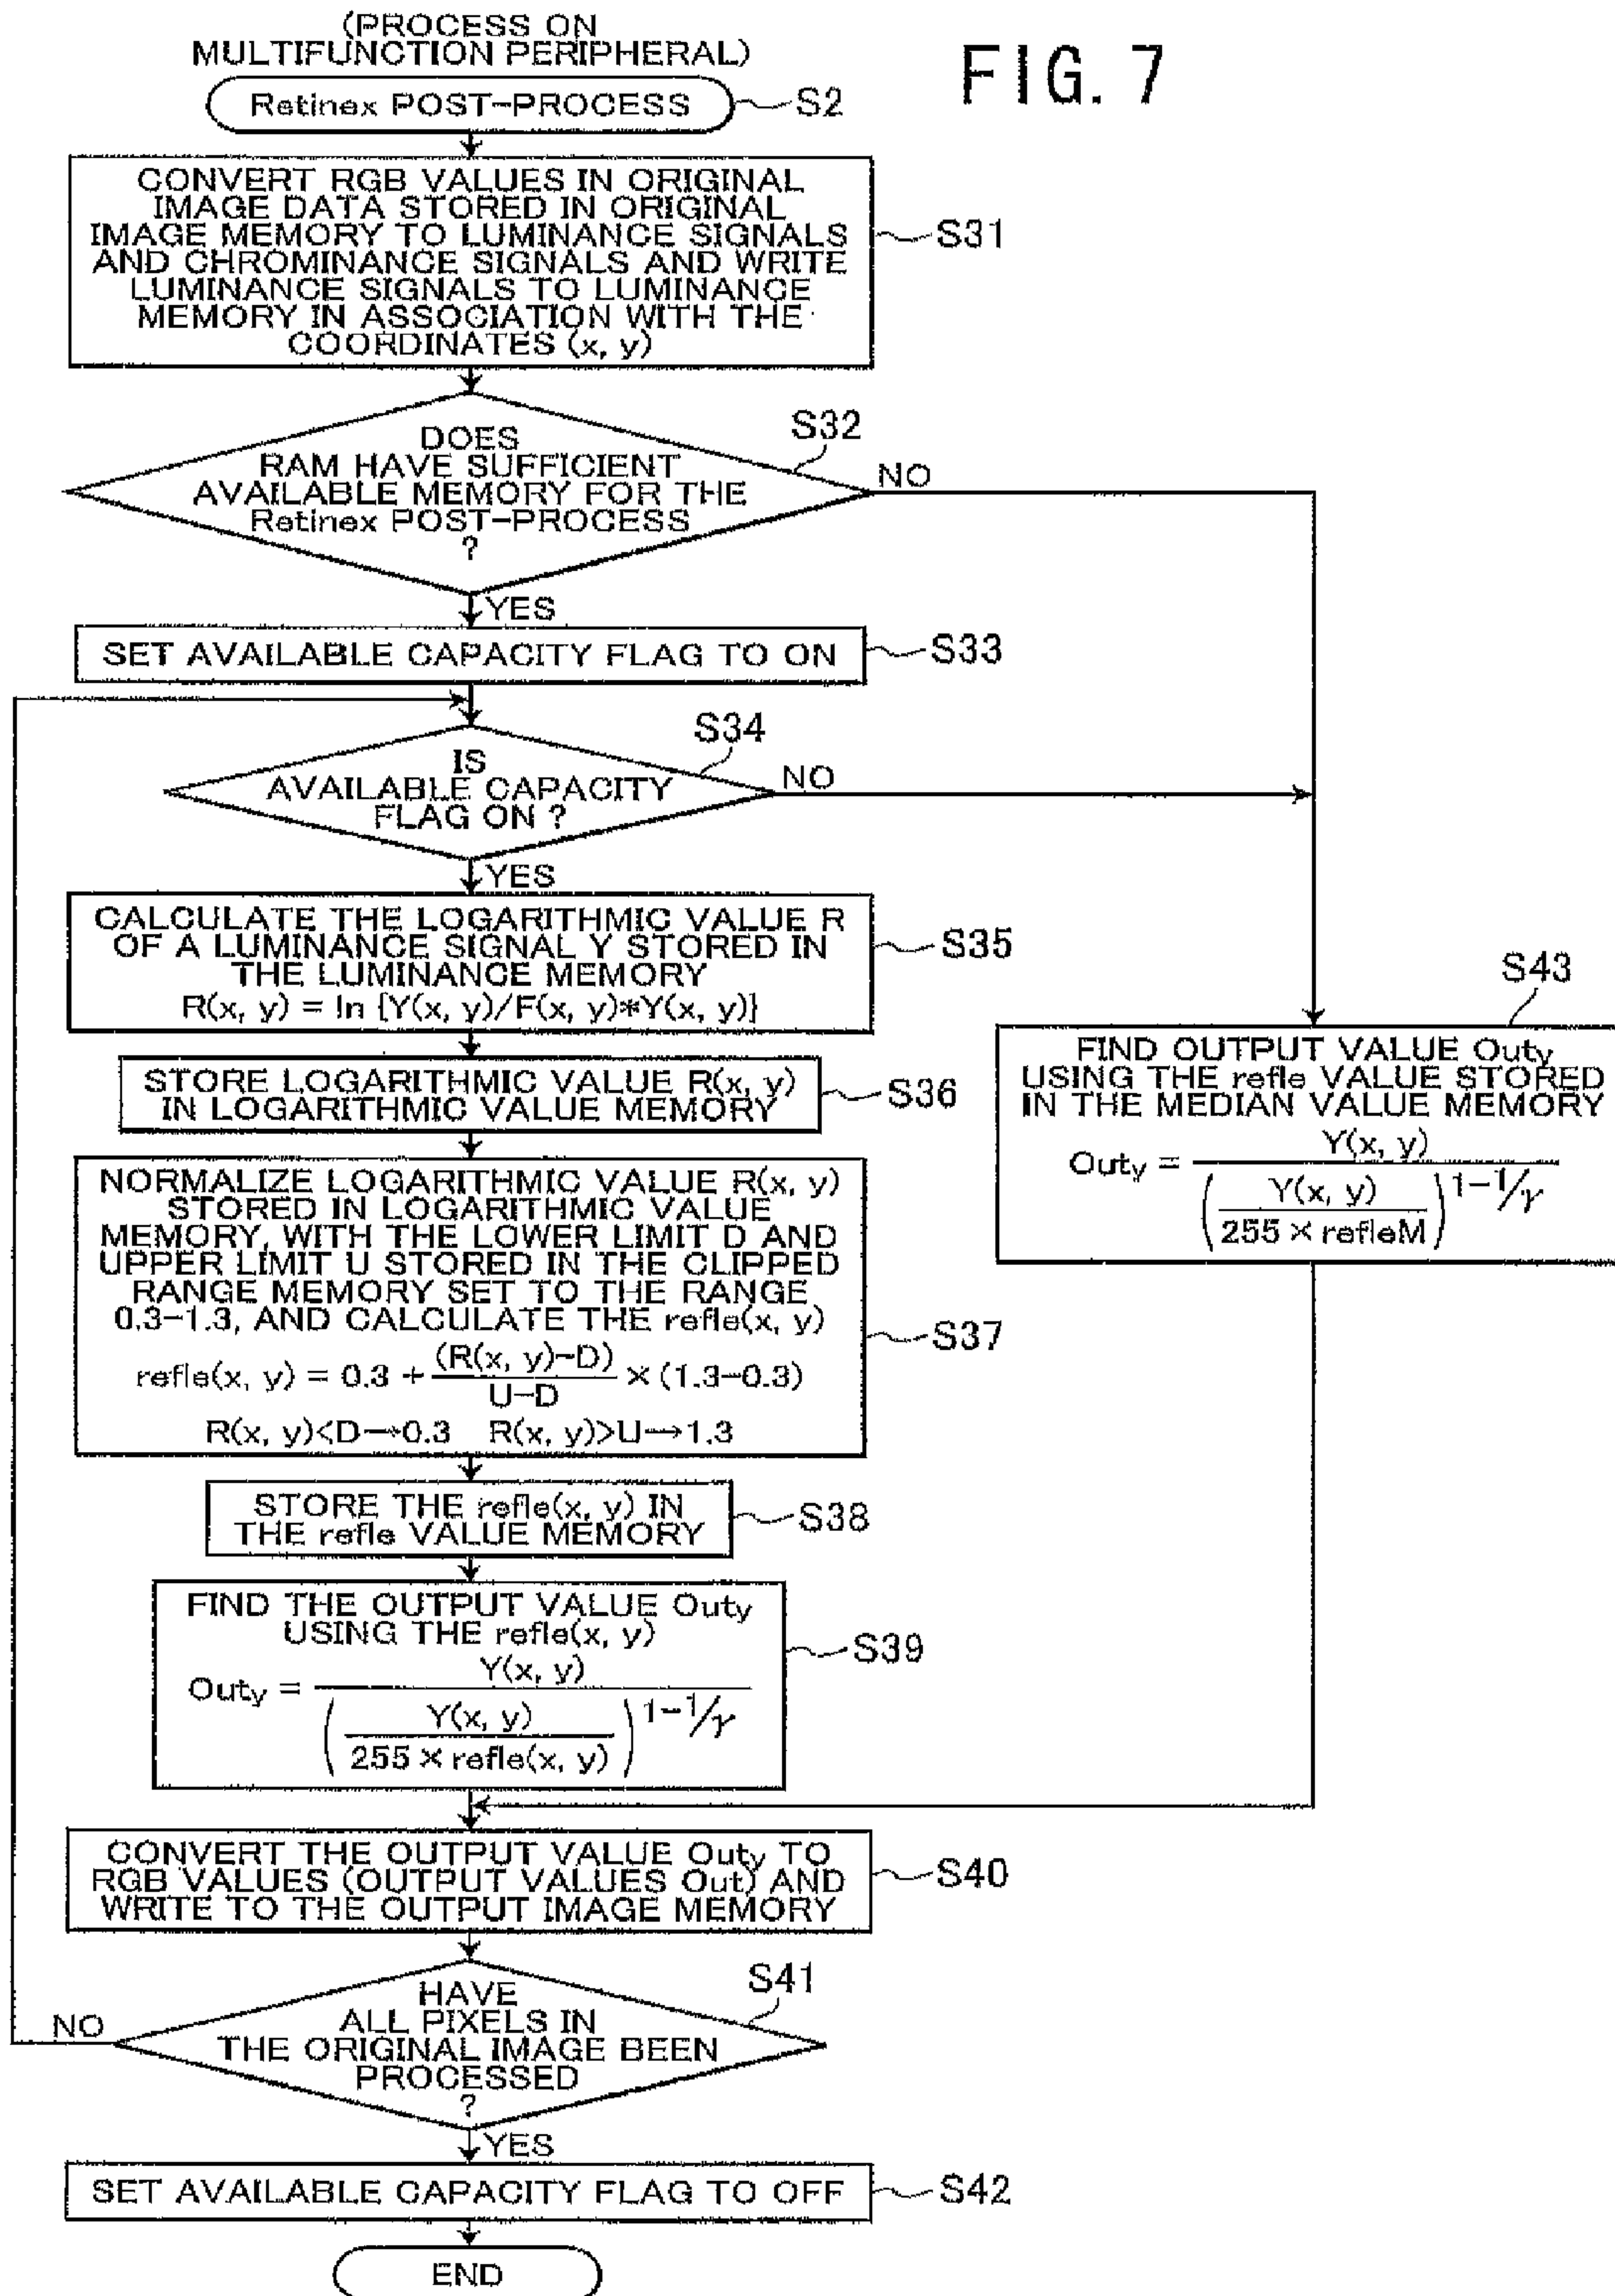 (PROCESS ON
MULTIFUNCTION PERIPHERAL)
FIG. 7
Retinex POST-PROCESS
S2
CONVERT RGB VALUES IN ORIGINAL
IMAGE DATA STORED IN ORIGINAL
IMAGE MEMORY TO LUMINANCE SIGNALS
AND CHROMINANCE SIGNALS AND WRITE
LUMINANCE SIGNALS TO LUMINANCE
MEMORY IN ASSOCIATION WITH THE
COORDINATES (x, y)
S31
DOES
RAM HAVE SUFFICIENT
AVAILABLE MEMORY FOR THE
Retinex POST-PROCESS
?
S32
NO
YES
SET AVAILABLE CAPACITY FLAG TO ON
S33
IS
AVAILABLE CAPACITY
FLAG ON ?
S34
NO
YES
CALCULATE THE LOGARITHMIC VALUE R
OF A LUMINANCE SIGNAL Y STORED IN
THE LUMINANCE MEMORY
R(x, y) = ln {Y(x, y)/F(x, y)*Y(x, y)}
S35
STORE LOGARITHMIC VALUE R(x, y)
IN LOGARITHMIC VALUE MEMORY
S36
NORMALIZE LOGARITHMIC VALUE R(x, y)
STORED IN LOGARITHMIC VALUE
MEMORY, WITH THE LOWER LIMIT D AND
UPPER LIMIT U STORED IN THE CLIPPED
RANGE MEMORY SET TO THE RANGE
0.3-1.3, AND CALCULATE THE refle(x, y)
refle(x, y) = 0.3 + (R(x, y)-D) / U-D × (1.3-0.3)
R(x, y)<D→0.3 R(x, y)>U→1.3
S37
STORE THE refle(x, y) IN
THE refle VALUE MEMORY
S38
FIND THE OUTPUT VALUE Outy
USING THE refle(x, y)
Outy = Y(x, y) / (Y(x, y) / 255 × refle(x, y)) 1-1/γ
S39
S43
FIND OUTPUT VALUE Outy
USING THE refle VALUE STORED
IN THE MEDIAN VALUE MEMORY
Outy = Y(x, y) / (Y(x, y) / 255 × refleM) 1-1/γ
CONVERT THE OUTPUT VALUE Outy TO
RGB VALUES (OUTPUT VALUES Out) AND
WRITE TO THE OUTPUT IMAGE MEMORY
S40
HAVE
ALL PIXELS IN
THE ORIGINAL IMAGE BEEN
PROCESSED
?
S41
NO
YES
SET AVAILABLE CAPACITY FLAG TO OFF
S42
END